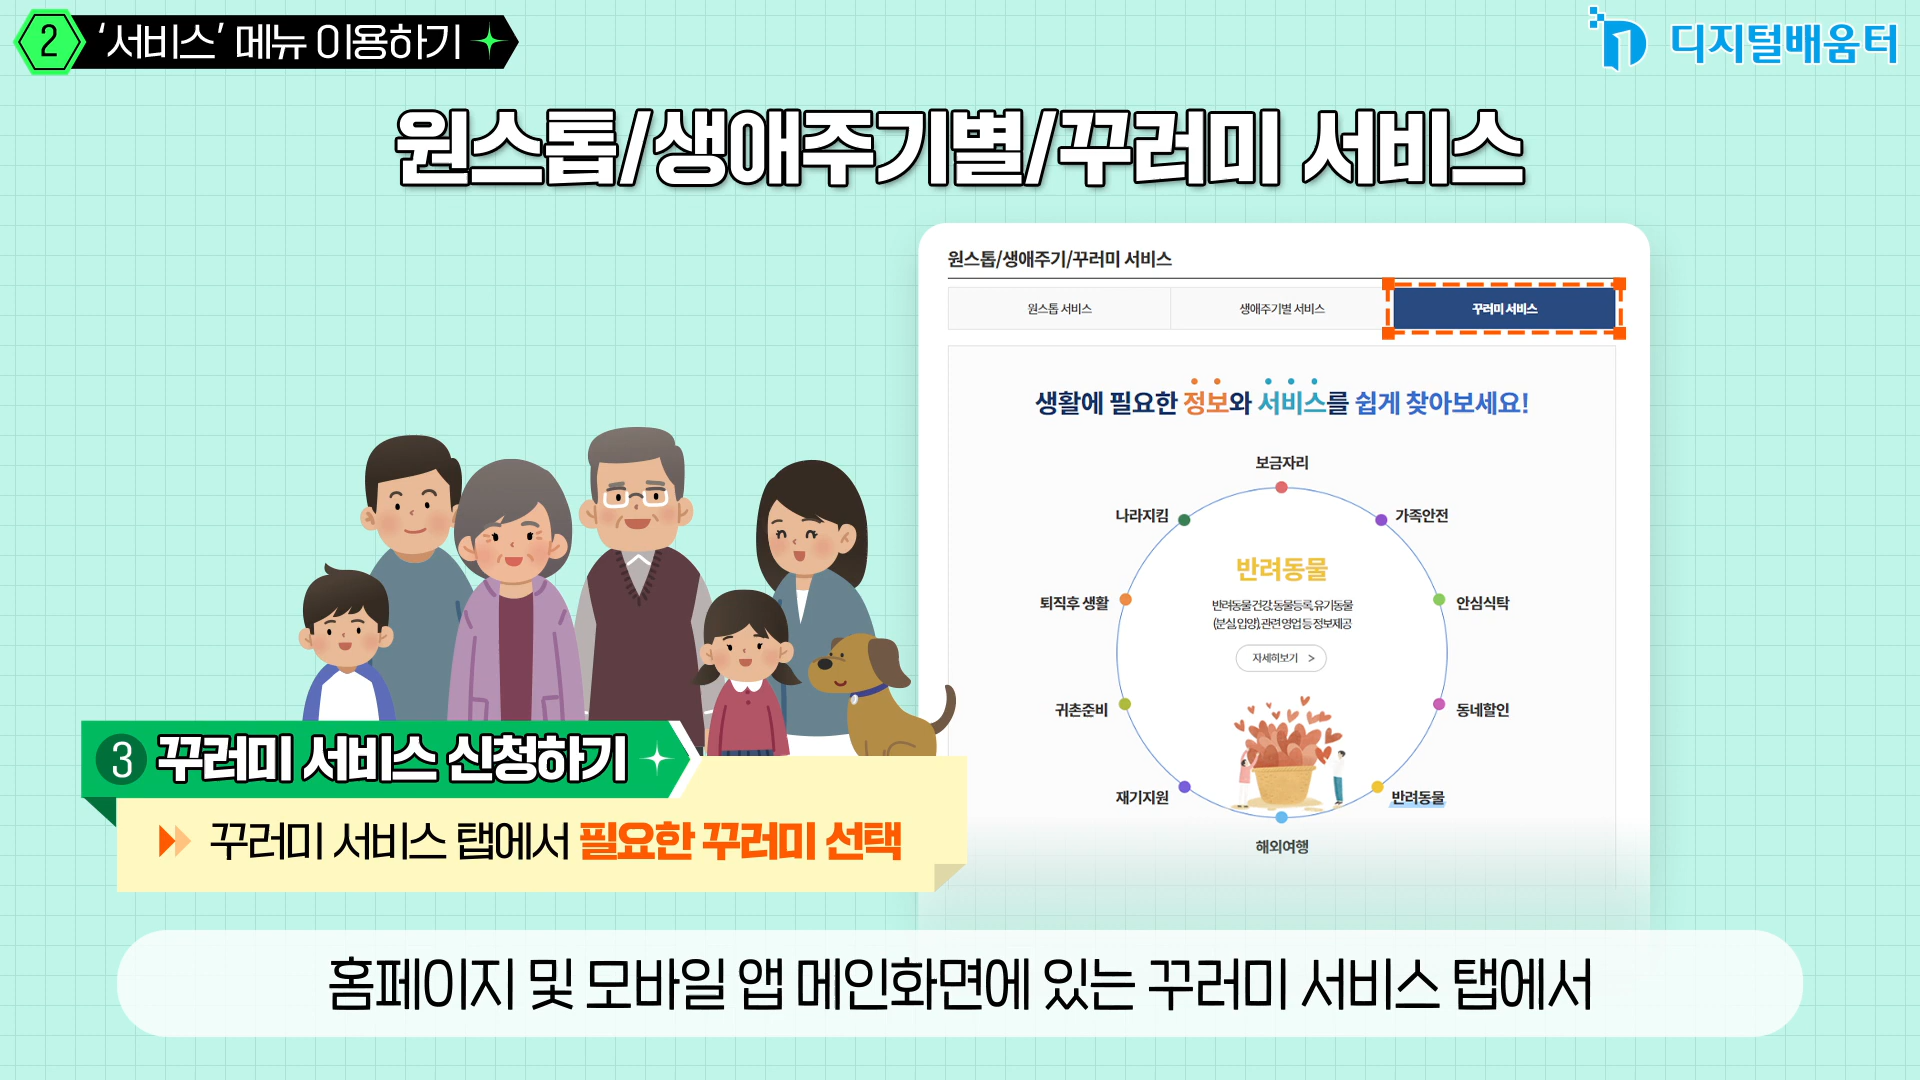 2 '서비스' 메뉴 이용하기
디지털배움터
원스톱/생애주기별/꾸러미 서비스
원스톱/생애주기/꾸러미 서비스
원스톱 서비스
생애주기별 서비스
꾸러미 서비스
생활에 필요한 정보와 서비스를 쉽게 찾아보세요!
보금자리
나라지킴
가족안전
반려동물
반려동물 건강, 동물등록, 유기동물
(분실, 입양), 관련 영업 등 정보제공
자세히보기 >
퇴직후 생활
안심식탁
귀촌준비
동네할인
재기지원
반려동물
해외여행
3 꾸러미 서비스 신청하기
꾸러미 서비스 탭에서 필요한 꾸러미 선택
홈페이지 및 모바일 앱 메인화면에 있는 꾸러미 서비스 탭에서